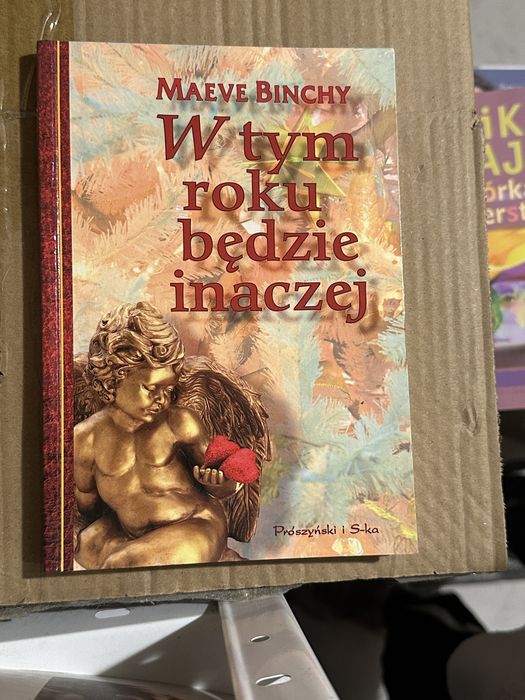 MAEVE BINCHY
W tym
roku
będzie
inaczej
Prószyński i S-ka